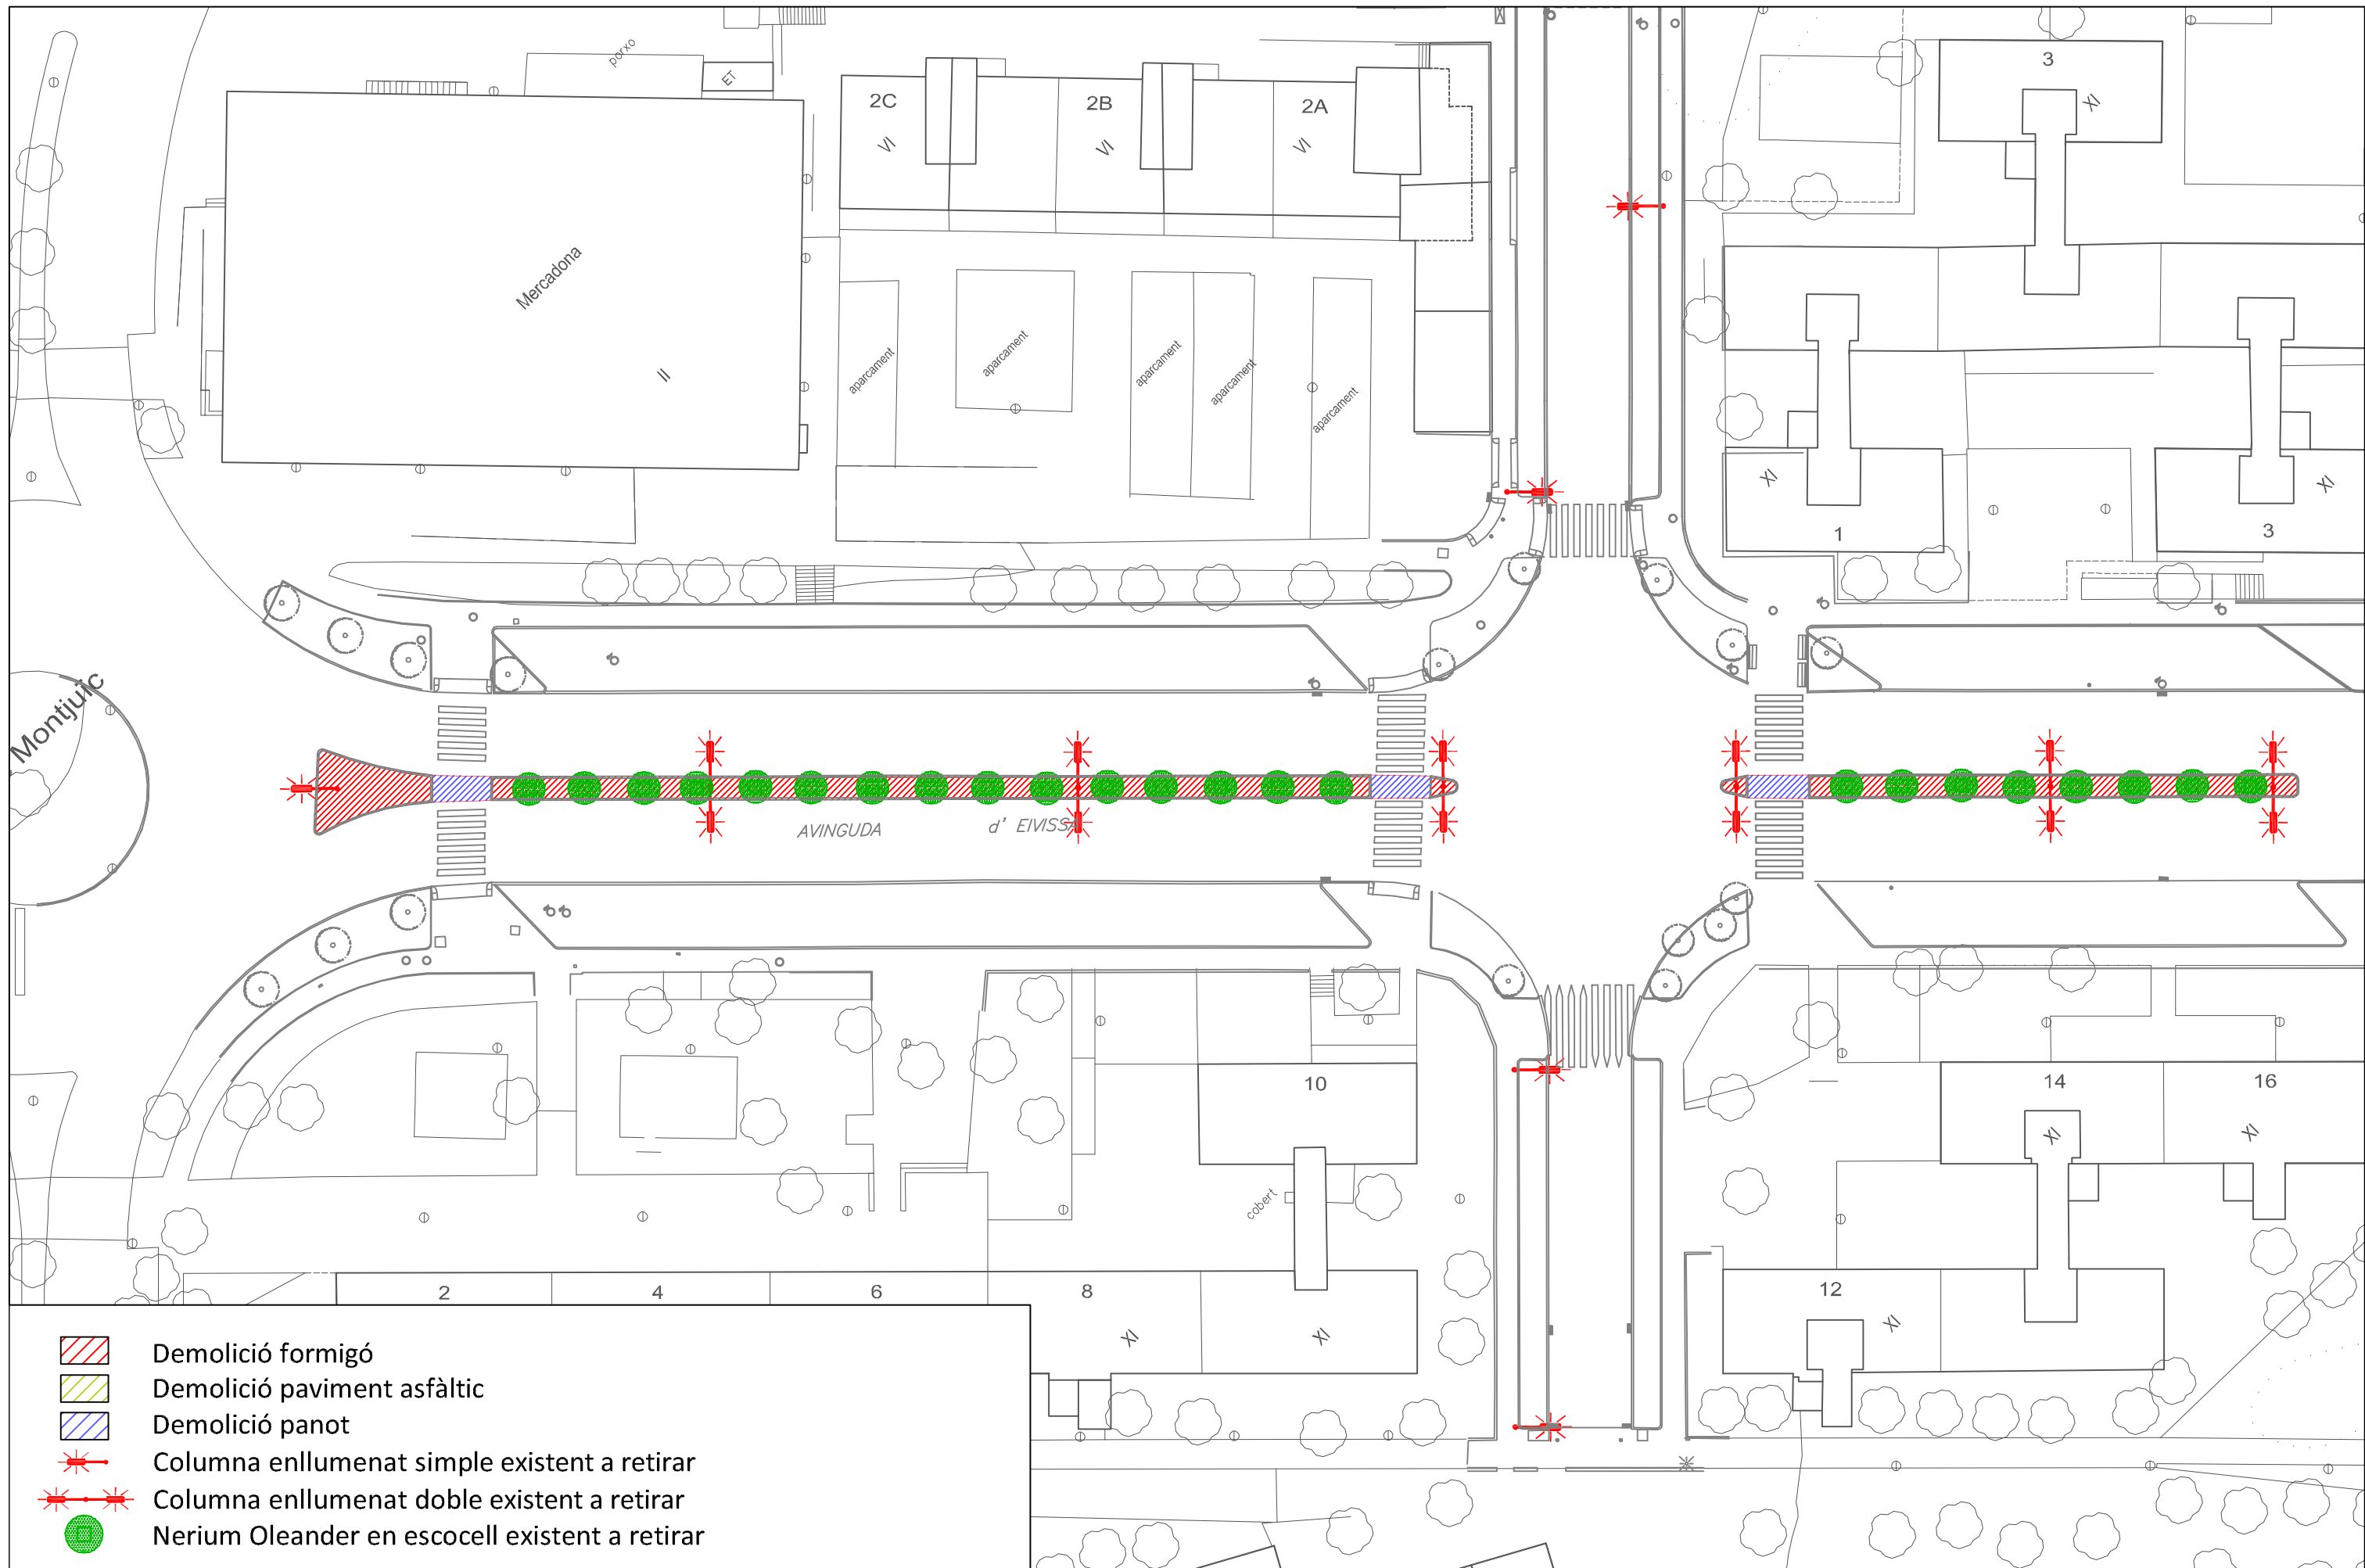 porxo
ET
3
2C
2B
2A
XI
VI
VI
VI
Mercadona
II
aparcament
aparcament
aparcament
aparcament
aparcament
XI
XI
1
3
Montjuïc
AVINGUDA d' EIVISSA
10
14
16
XI
XI
cobert
2
4
6
8
12
XI
XI
XI
Demolició formigó
Demolició paviment asfàltic
Demolició panot
Columna enllumenat simple existent a retirar
Columna enllumenat doble existent a retirar
Nerium Oleander en escocell existent a retirar